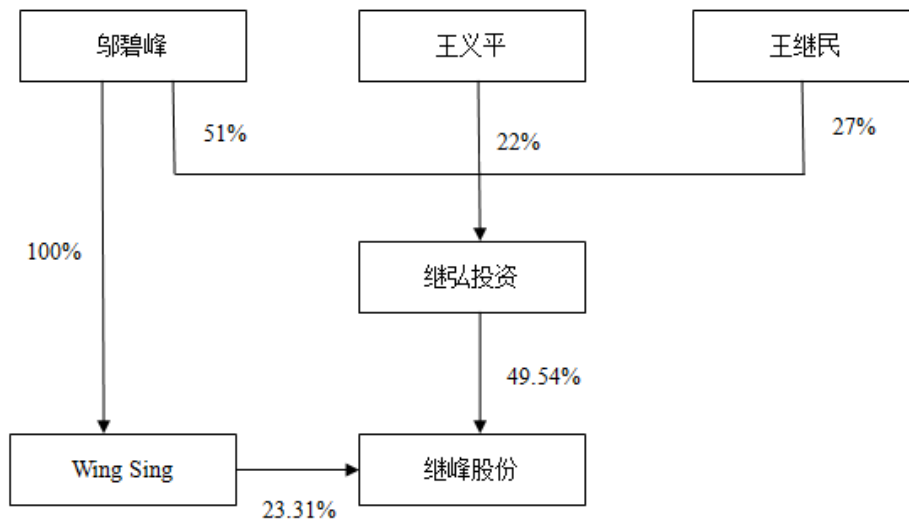 邬碧峰
王义平
王继民
51%
22%
27%
100%
继弘投资
49.54%
Wing Sing
继峰股份
23.31%